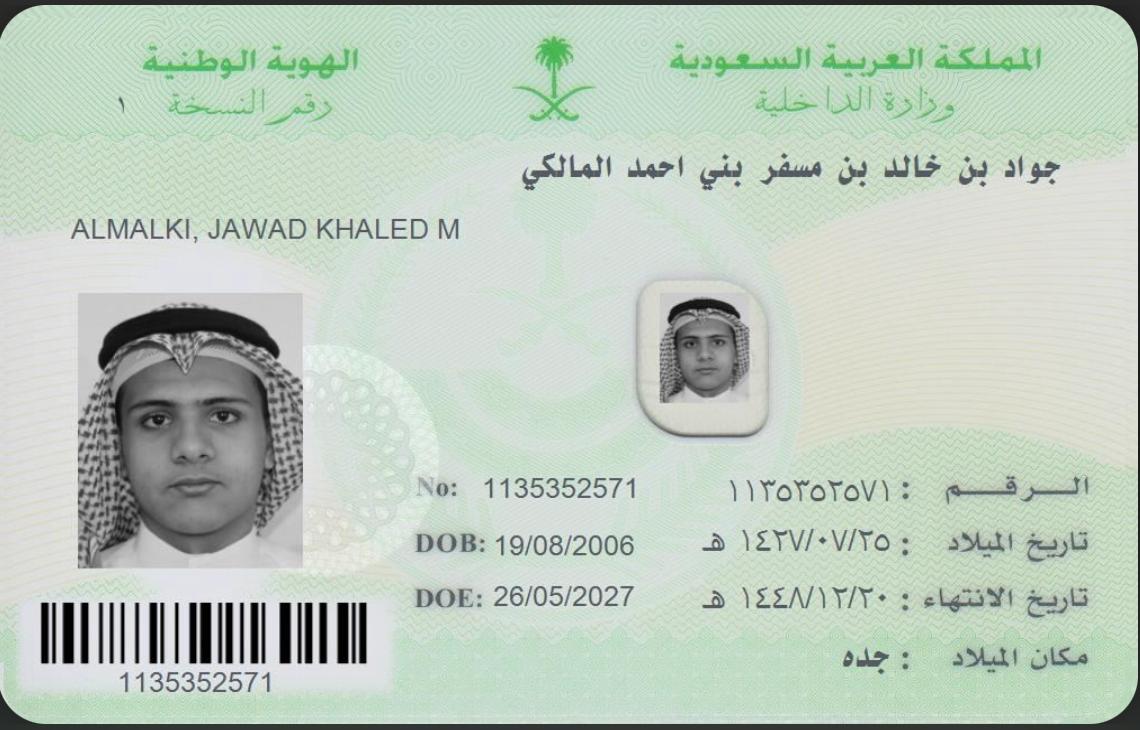 المملكة العربية السعودية
وزارة الداخلية
الهوية الوطنية
رقم النسخة ١
جواد بن خالد بن مسفر بني احمد المالكي
ALMALKI, JAWAD KHALED M
الرقم : ١١٣٥٣٥٢٥٧١ No: 1135352571
تاريخ الميلاد : ١٤٢٧/٠٧/٢٥ هـ DOB: 19/08/2006
تاريخ الانتهاء : ١٤٤٨/١٢/٢٠ هـ DOE: 26/05/2027
مكان الميلاد : جده
1135352571